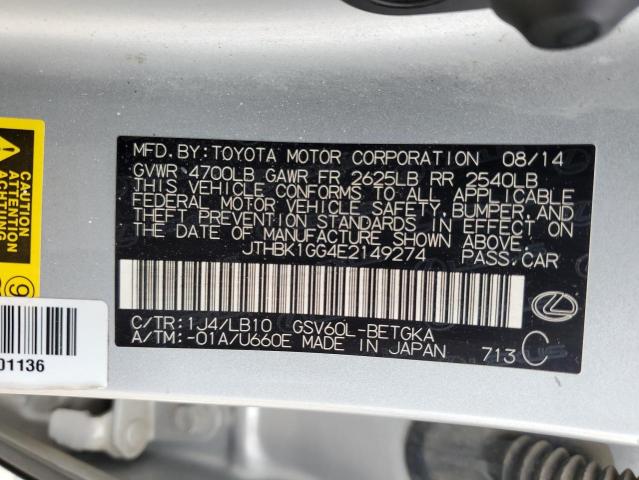 MFD. BY: TOYOTA MOTOR CORPORATION 08/14
GVWR 4700LB GAWR FR 2625LB RR 2540LB
THIS VEHICLE CONFORMS TO ALL APPLICABLE
FEDERAL MOTOR VEHICLE SAFETY, BUMPER, AND
THEFT PREVENTION STANDARDS IN EFFECT ON
THE DATE OF MANUFACTURE SHOWN ABOVE.
JTHBK1GG4E2149274 PASS.CAR
C/TR: 1J4/LB10 GSV60L-BETGKA
A/TM: -01A/U660E MADE IN JAPAN 713 C
CAUTION
ATTENTION
ACHTUNG
01136